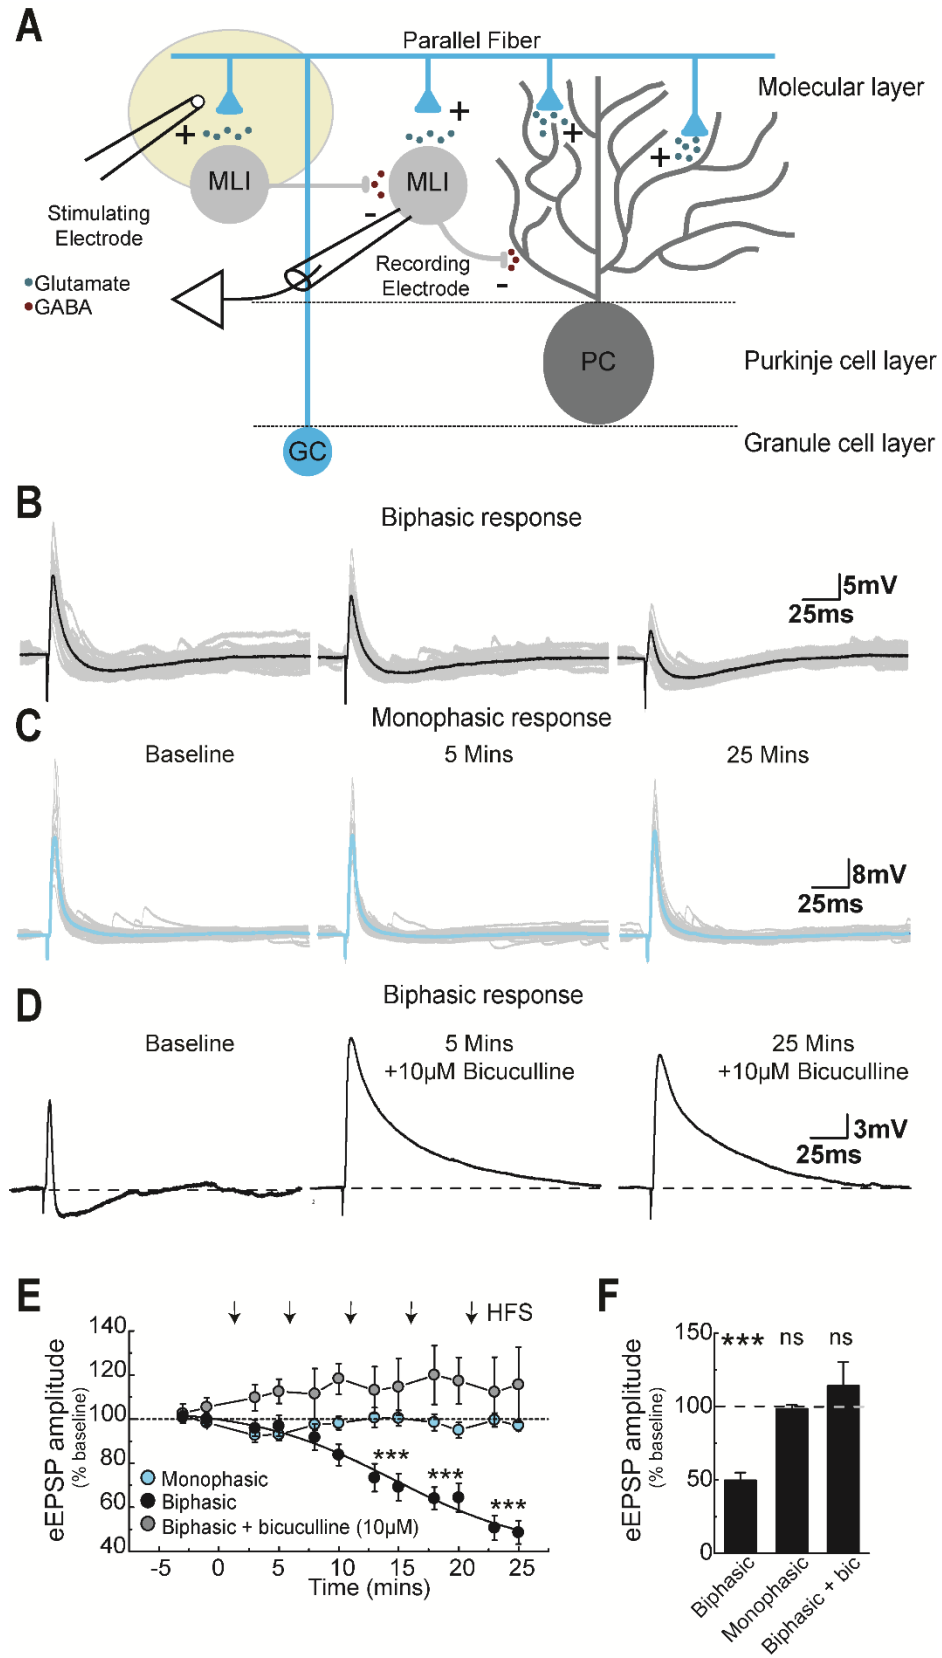 A
Parallel Fiber
Molecular layer
+
+
+
+
MLI
MLI
Stimulating
Electrode
-
Recording
Electrode
-
Glutamate
GABA
PC
Purkinje cell layer
Granule cell layer
GC
B
Biphasic response
5mV
25ms
C
Monophasic response
Baseline
5 Mins
25 Mins
8mV
25ms
D
Biphasic response
Baseline
5 Mins
+10µM Bicuculline
25 Mins
+10µM Bicuculline
3mV
25ms
E
HFS
eEPSP amplitude
(% baseline)
140
120
100
80
60
40
***
***
***
Monophasic
Biphasic
Biphasic + bicuculline (10µM)
-5 0 5 10 15 20 25
Time (mins)
F
eEPSP amplitude
(% baseline)
150
100
50
0
*** ns ns
Biphasic
Monophasic
Biphasic + bic